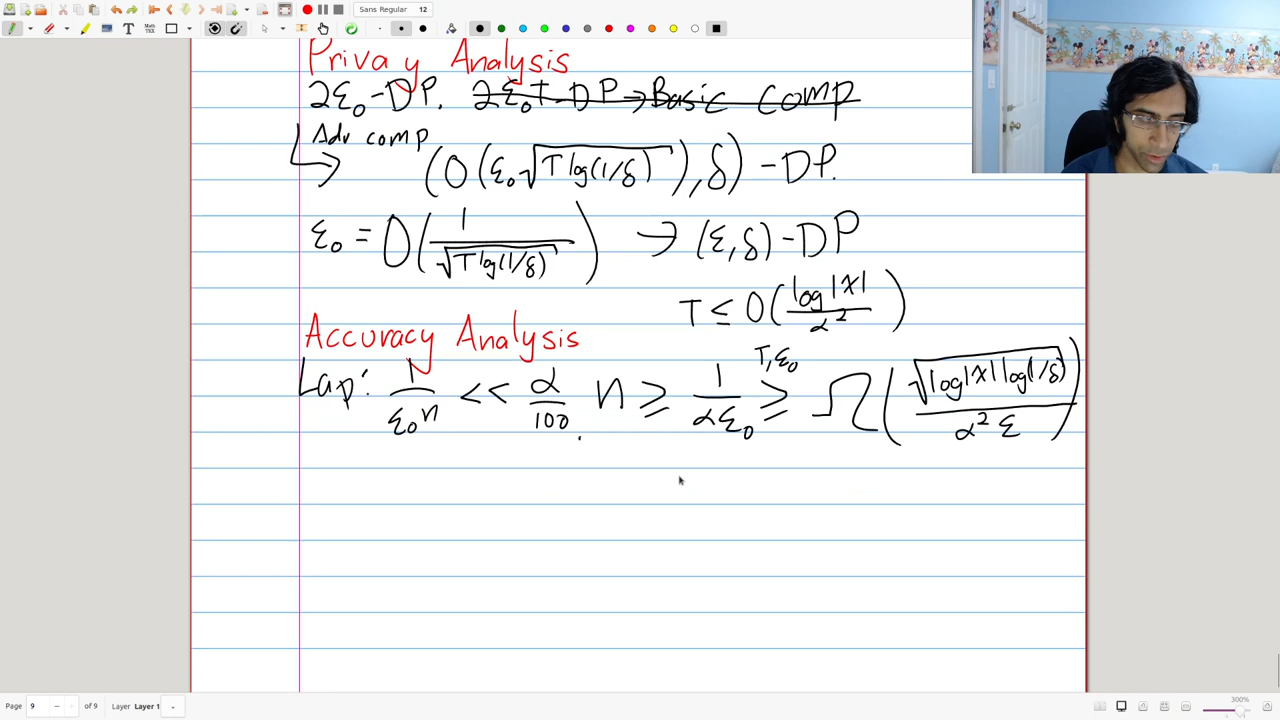 Sans Regular 12
Privacy Analysis
2ε₀-DP. 2ε₀T-DP → Basic comp
Adv comp
(O(ε₀√(T log(1/δ))), δ) - DP.
ε₀ = O(1/√(T log(1/δ))) → (ε,δ) - DP
T ≤ O(log|X|/α²)
Accuracy Analysis
Lap: 1/(ε₀n) << α/100. n ≥ 1/(αε₀) ≥ Ω(√(log|X| log(1/δ))/(α²ε))
T,ε₀
Page 9 of 9 Layer Layer 1 300%